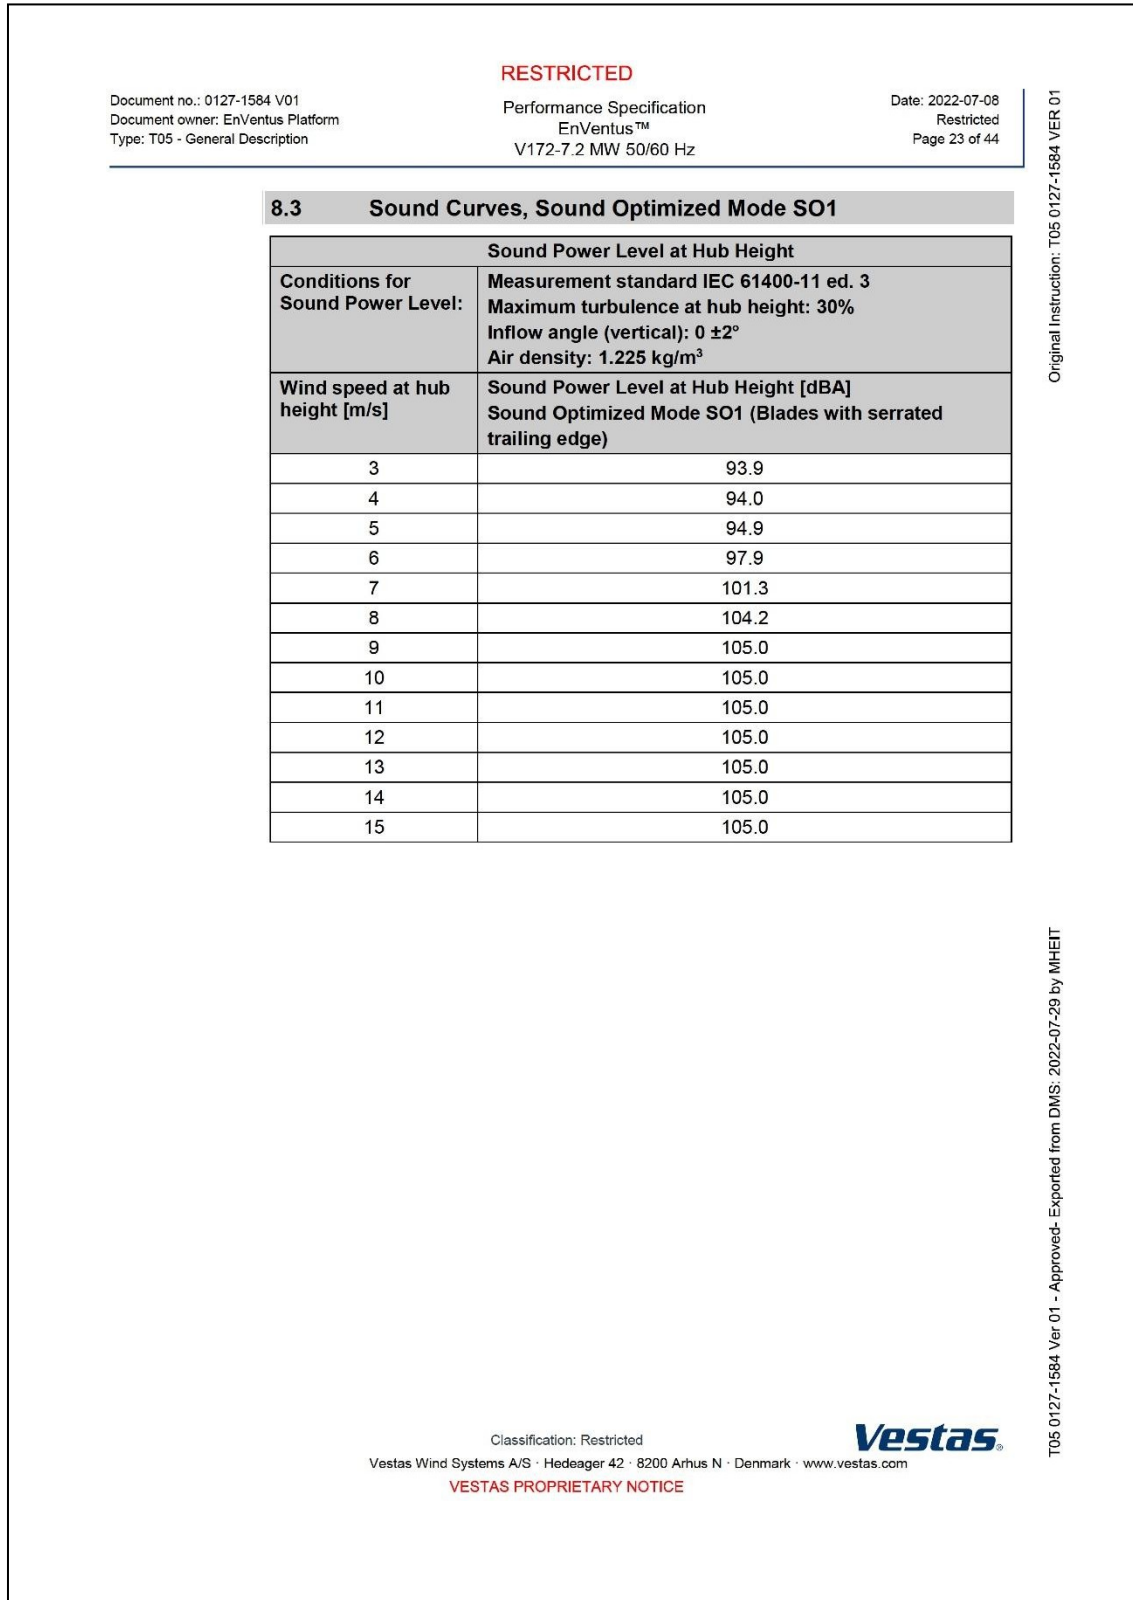 RESTRICTED
Document no.: 0127-1584 V01
Document owner: EnVentus Platform
Type: T05 - General Description
Performance Specification
EnVentus™
V172-7.2 MW 50/60 Hz
Date: 2022-07-08
Restricted
Page 23 of 44
Original Instruction: T05 0127-1584 VER 01
8.3 Sound Curves, Sound Optimized Mode SO1
Sound Power Level at Hub Height
Conditions for
Sound Power Level:
Measurement standard IEC 61400-11 ed. 3
Maximum turbulence at hub height: 30%
Inflow angle (vertical): 0 ±2º
Air density: 1.225 kg/m³
Wind speed at hub
height [m/s]
Sound Power Level at Hub Height [dBA]
Sound Optimized Mode SO1 (Blades with serrated
trailing edge)
3 93.9
4 94.0
5 94.9
6 97.9
7 101.3
8 104.2
9 105.0
10 105.0
11 105.0
12 105.0
13 105.0
14 105.0
15 105.0
T05 0127-1584 Ver 01 - Approved- Exported from DMS: 2022-07-29 by MHEIT
Classification: Restricted
Vestas®
Vestas Wind Systems A/S · Hedeager 42 · 8200 Arhus N · Denmark · www.vestas.com
VESTAS PROPRIETARY NOTICE